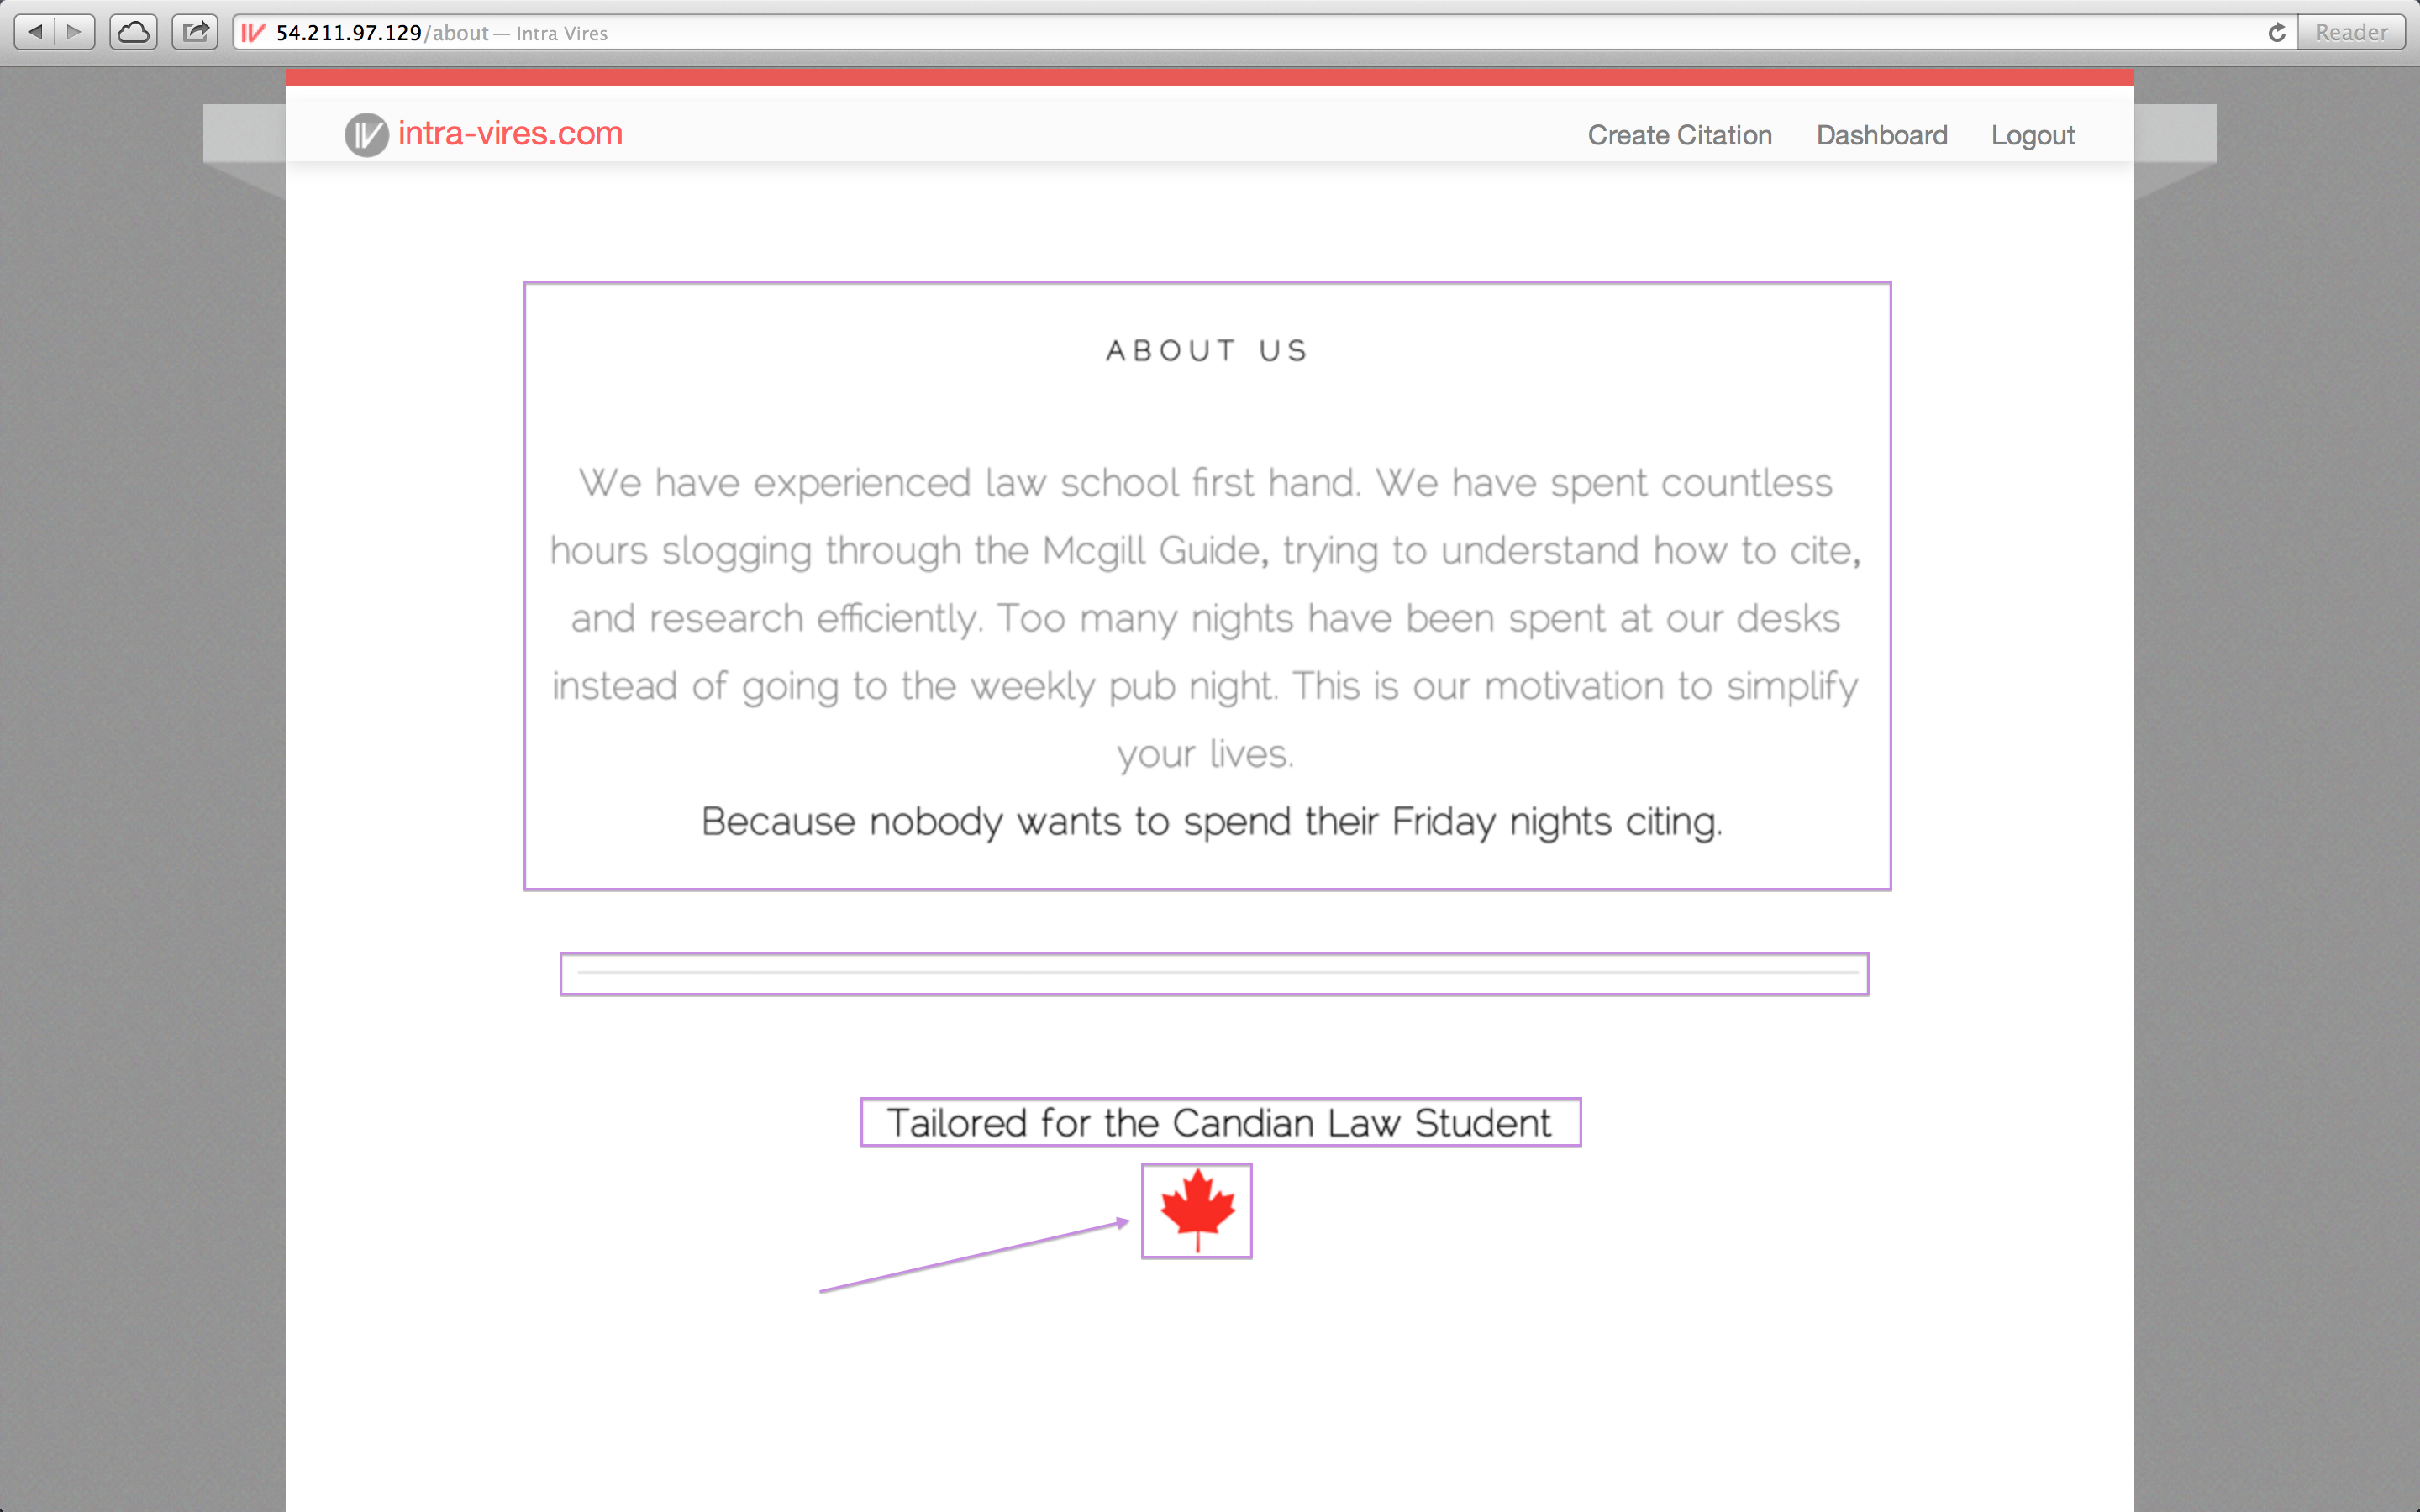 IV 54.211.97.129/about — Intra Vires
Reader
IV intra-vires.com
Create Citation Dashboard Logout
ABOUT US
We have experienced law school first hand. We have spent countless
hours slogging through the Mcgill Guide, trying to understand how to cite,
and research efficiently. Too many nights have been spent at our desks
instead of going to the weekly pub night. This is our motivation to simplify
your lives.
Because nobody wants to spend their Friday nights citing.
Tailored for the Candian Law Student